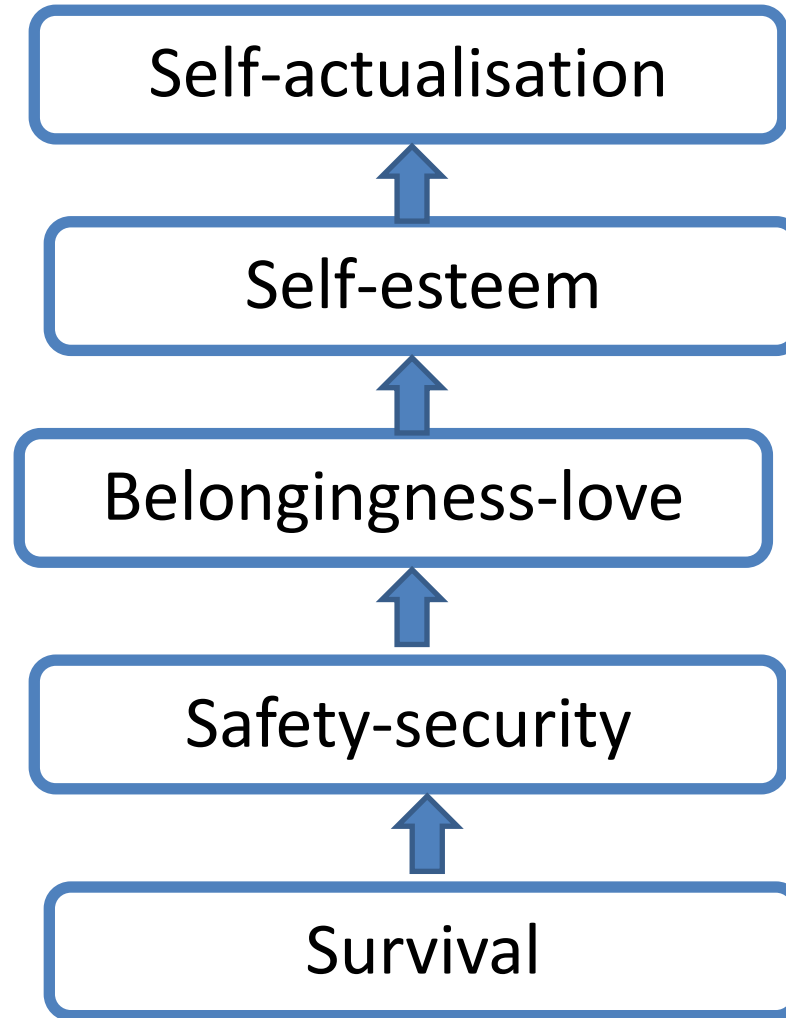 Self-actualisation
Self-esteem
Belongingness-love
Safety-security
Survival